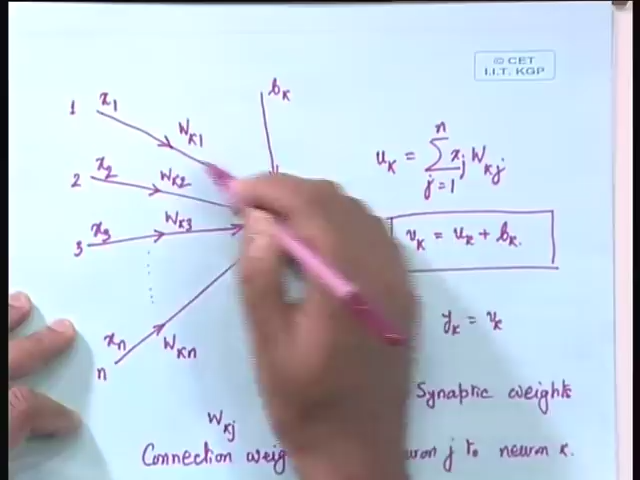 © CET
I.I.T. KGP
b_K
1 x_1
W_K1
2 x_2
W_K2
3 x_3
W_K3
n x_n
W_Kn
u_K = \sum_{j=1}^{n} x_j W_Kj
v_K = u_K + b_K.
y_K = v_K
Synaptic weights
W_Kj
Connection j to neuron K.